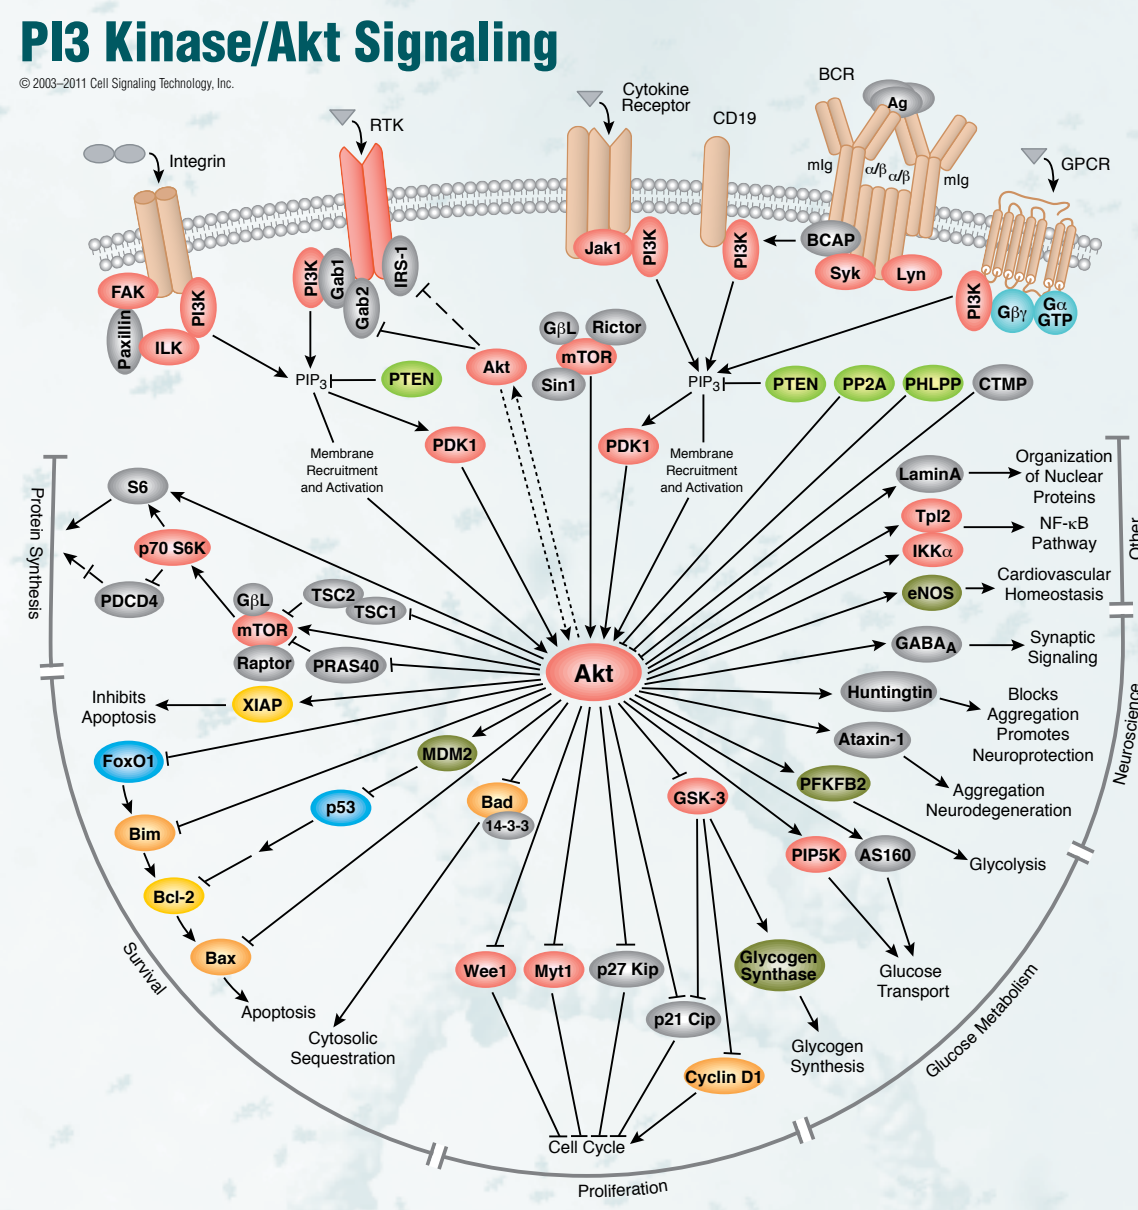 PI3 Kinase/Akt Signaling
© 2003–2011 Cell Signaling Technology, Inc.
Integrin
RTK
Cytokine
Receptor
CD19
BCR
Ag
mIg
α/β
α/β
mIg
GPCR
FAK
Paxillin
ILK
PI3K
PI3K
Gab1
Gab2
IRS-1
Jak1
PI3K
PI3K
BCAP
Syk
Lyn
PI3K
Gβγ
Gα
GTP
PIP3
PTEN
Akt
GβL
Rictor
mTOR
Sin1
PIP3
PTEN
PP2A
PHLPP
CTMP
PDK1
PDK1
Membrane
Recruitment
and Activation
Membrane
Recruitment
and Activation
Protein Synthesis
S6
p70 S6K
PDCD4
GβL
mTOR
Raptor
TSC2
TSC1
PRAS40
Akt
LaminA
Organization
of Nuclear
Proteins
Tpl2
IKKα
NF-κB
Pathway
eNOS
Cardiovascular
Homeostasis
Other
GABAA
Synaptic
Signaling
Huntingtin
Blocks
Aggregation
Promotes
Neuroprotection
Ataxin-1
Aggregation
Neurodegeneration
Neuroscience
Inhibits
Apoptosis
XIAP
FoxO1
MDM2
p53
Bim
Bcl-2
Bax
Apoptosis
Bad
14-3-3
Cytosolic
Sequestration
Survival
GSK-3
PFKFB2
Glycolysis
PIP5K
AS160
Glucose
Transport
Glycogen
Synthase
Glycogen
Synthesis
Glucose Metabolism
Wee1
Myt1
p27 Kip
p21 Cip
Cyclin D1
Cell Cycle
Proliferation